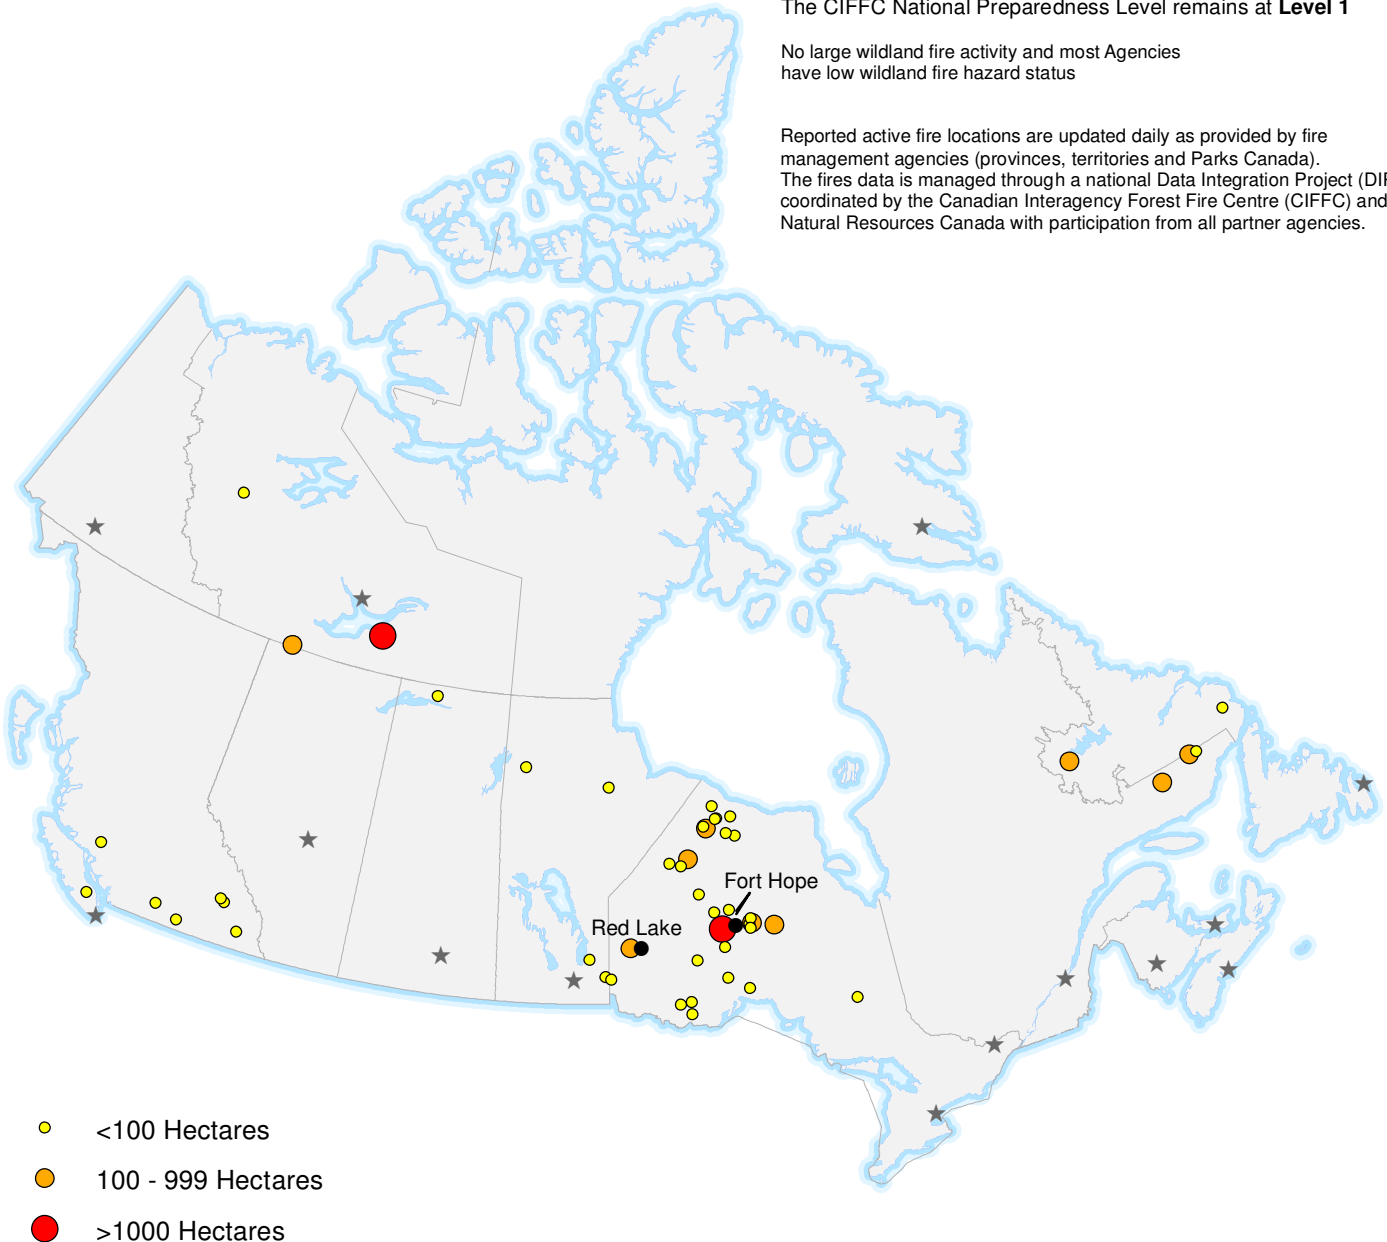 The CIFFC National Preparedness Level remains at Level 1
No large wildland fire activity and most Agencies
have low wildland fire hazard status
Reported active fire locations are updated daily as provided by fire
management agencies (provinces, territories and Parks Canada).
The fires data is managed through a national Data Integration Project
coordinated by the Canadian Interagency Forest Fire Centre (CIFFC) and
Natural Resources Canada with participation from all partner agencies.
Fort Hope
Red Lake
<100 Hectares
100 - 999 Hectares
>1000 Hectares